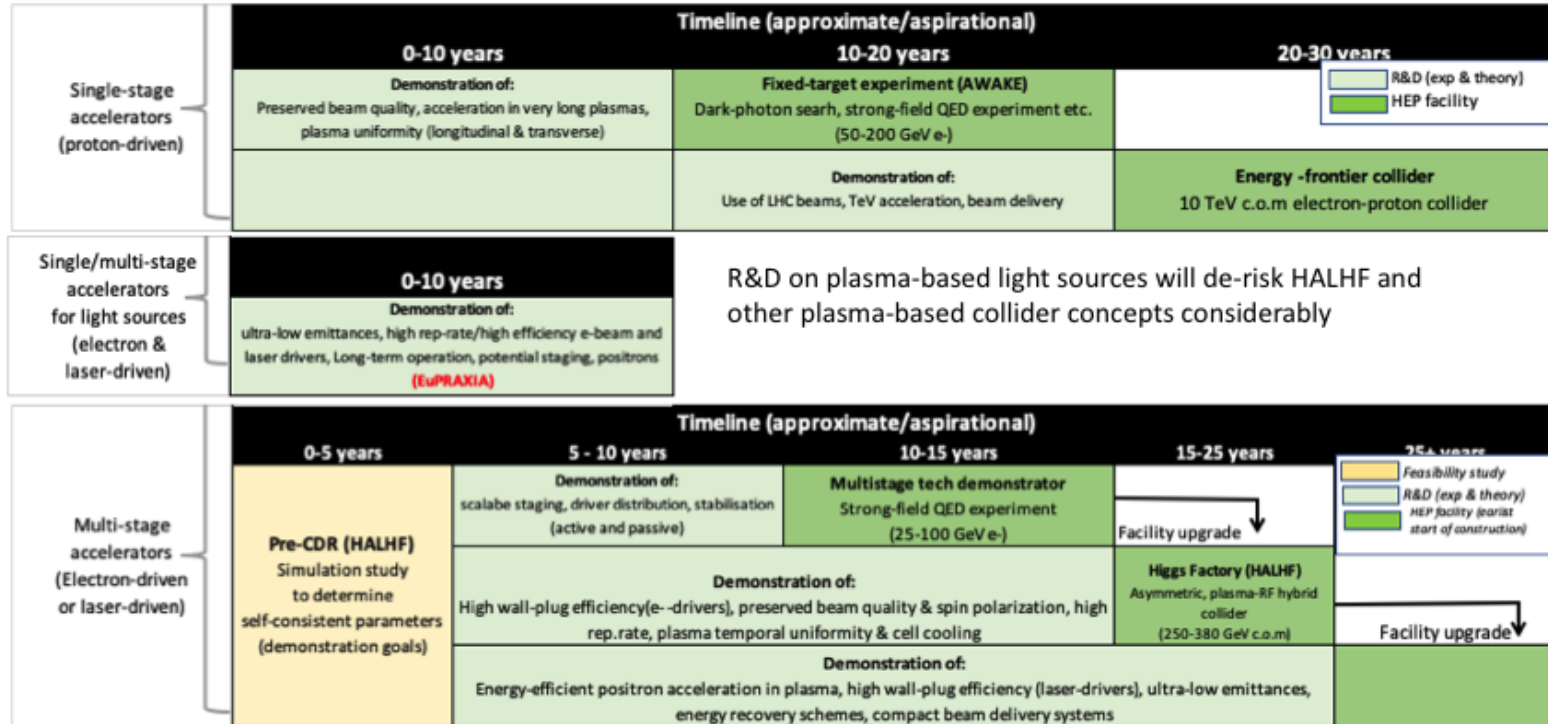 Timeline (approximate/aspirational)
0-10 years
10-20 years
20-30 years
R&D (exp & theory)
HEP facility
Single-stage
accelerators
(proton-driven)
Demonstration of:
Preserved beam quality, acceleration in very long plasmas,
plasma uniformity (longitudinal & transverse)
Fixed-target experiment (AWAKE)
Dark-photon searh, strong-field QED experiment etc.
(50-200 GeV e-)
Demonstration of:
Use of LHC beams, TeV acceleration, beam delivery
Energy -frontier collider
10 TeV c.o.m electron-proton collider
Single/multi-stage
accelerators
for light sources
(electron &
laser-driven)
0-10 years
Demonstration of:
ultra-low emittances, high rep-rate/high efficiency e-beam and
laser drivers, Long-term operation, potential staging, positrons
(EuPRAXIA)
R&D on plasma-based light sources will de-risk HALHF and
other plasma-based collider concepts considerably
Timeline (approximate/aspirational)
0-5 years
5 - 10 years
10-15 years
15-25 years
25+ years
Feasibility study
R&D (exp & theory)
HEP facility (earist
start of construction)
Multi-stage
accelerators
(Electron-driven
or laser-driven)
Pre-CDR (HALHF)
Simulation study
to determine
self-consistent parameters
(demonstration goals)
Demonstration of:
scalabe staging, driver distribution, stabilisation
(active and passive)
Multistage tech demonstrator
Strong-field QED experiment
(25-100 GeV e-)
Facility upgrade
Demonstration of:
High wall-plug efficiency(e- -drivers), preserved beam quality & spin polarization, high
rep.rate, plasma temporal uniformity & cell cooling
Higgs Factory (HALHF)
Asymmetric, plasma-RF hybrid
collider
(250-380 GeV c.o.m)
Facility upgrade
Demonstration of:
Energy-efficient positron acceleration in plasma, high wall-plug efficiency (laser-drivers), ultra-low emittances,
energy recovery schemes, compact beam delivery systems